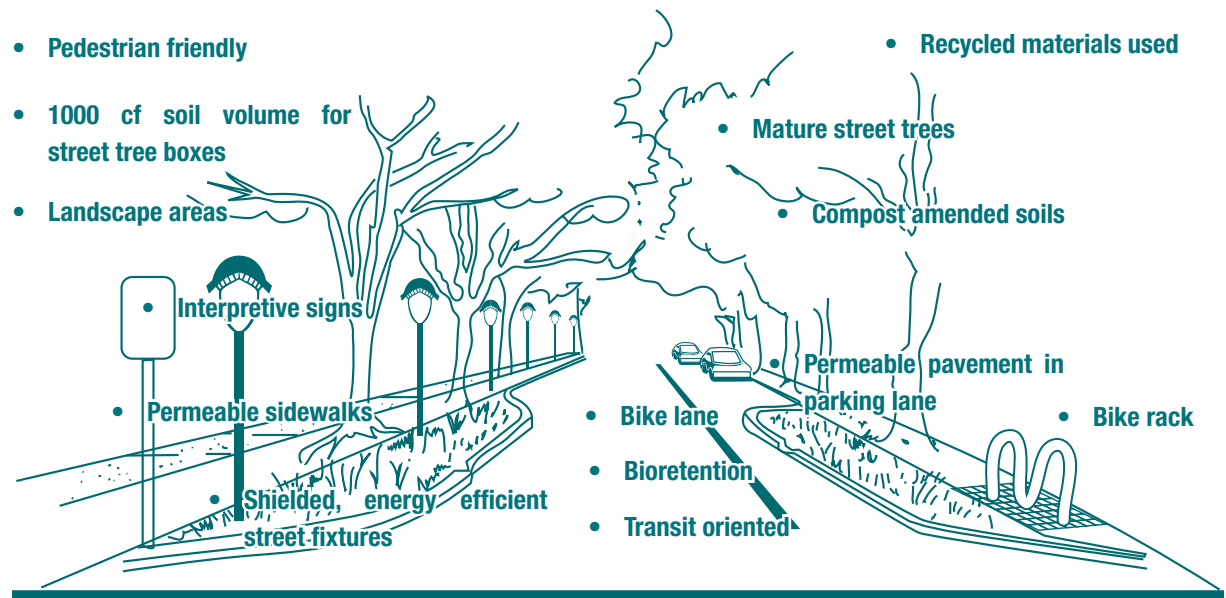 • Pedestrian friendly
• Recycled materials used
• 1000 cf soil volume for
street tree boxes
• Mature street trees
• Landscape areas
• Compost amended soils
• Interpretive signs
• Permeable pavement in
parking lane
• Permeable sidewalks
• Bike lane
• Bike rack
• Bioretention
• Shielded, energy efficient
street fixtures
• Transit oriented